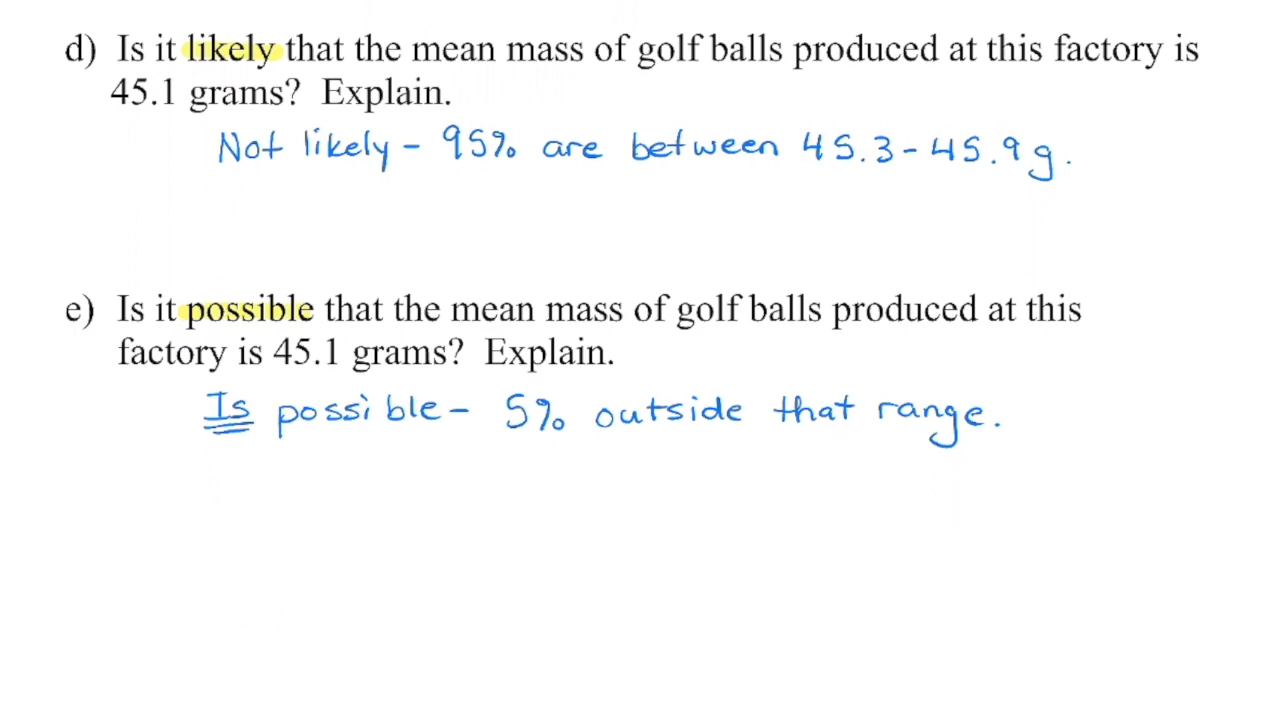 d) Is it likely that the mean mass of golf balls produced at this factory is
45.1 grams? Explain.
Not likely - 95% are between 45.3 - 45.9g.
e) Is it possible that the mean mass of golf balls produced at this
factory is 45.1 grams? Explain.
Is possible - 5% outside that range.